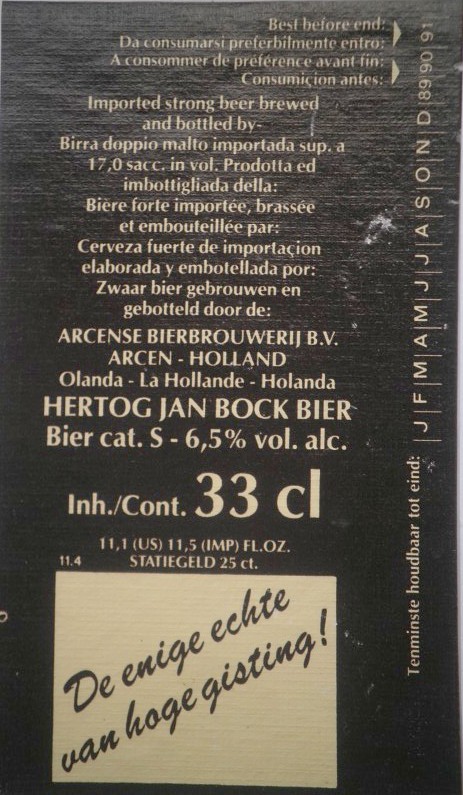 Best before end:
Da consumarsi preferbilmente entro:
A consommer de préférence avant fin:
Consumiçion antes:
Imported strong beer brewed
and bottled by-
Birra doppio malto importada sup. a
17,0 sacc. in vol. Prodotta ed
imbottigliada della:
Bière forte importée, brassée
et embouteillée par:
Cerveza fuerte de importaçion
elaborada y embotellada por:
Zwaar bier gebrouwen en
gebotteld door de:
ARCENSE BIERBROUWERIJ B.V.
ARCEN - HOLLAND
Olanda - La Hollande - Holanda
HERTOG JAN BOCK BIER
Bier cat. S - 6,5% vol. alc.
Inh./Cont. 33 cl
11,1 (US) 11,5 (IMP) FL.OZ.
11.4 STATIEGELD 25 ct.
De enige echte
van hoge gisting!
Tenminste houdbaar tot eind: | J | F | M | A | M | J | J | A | S | O | N | D | 89 | 90 | 91